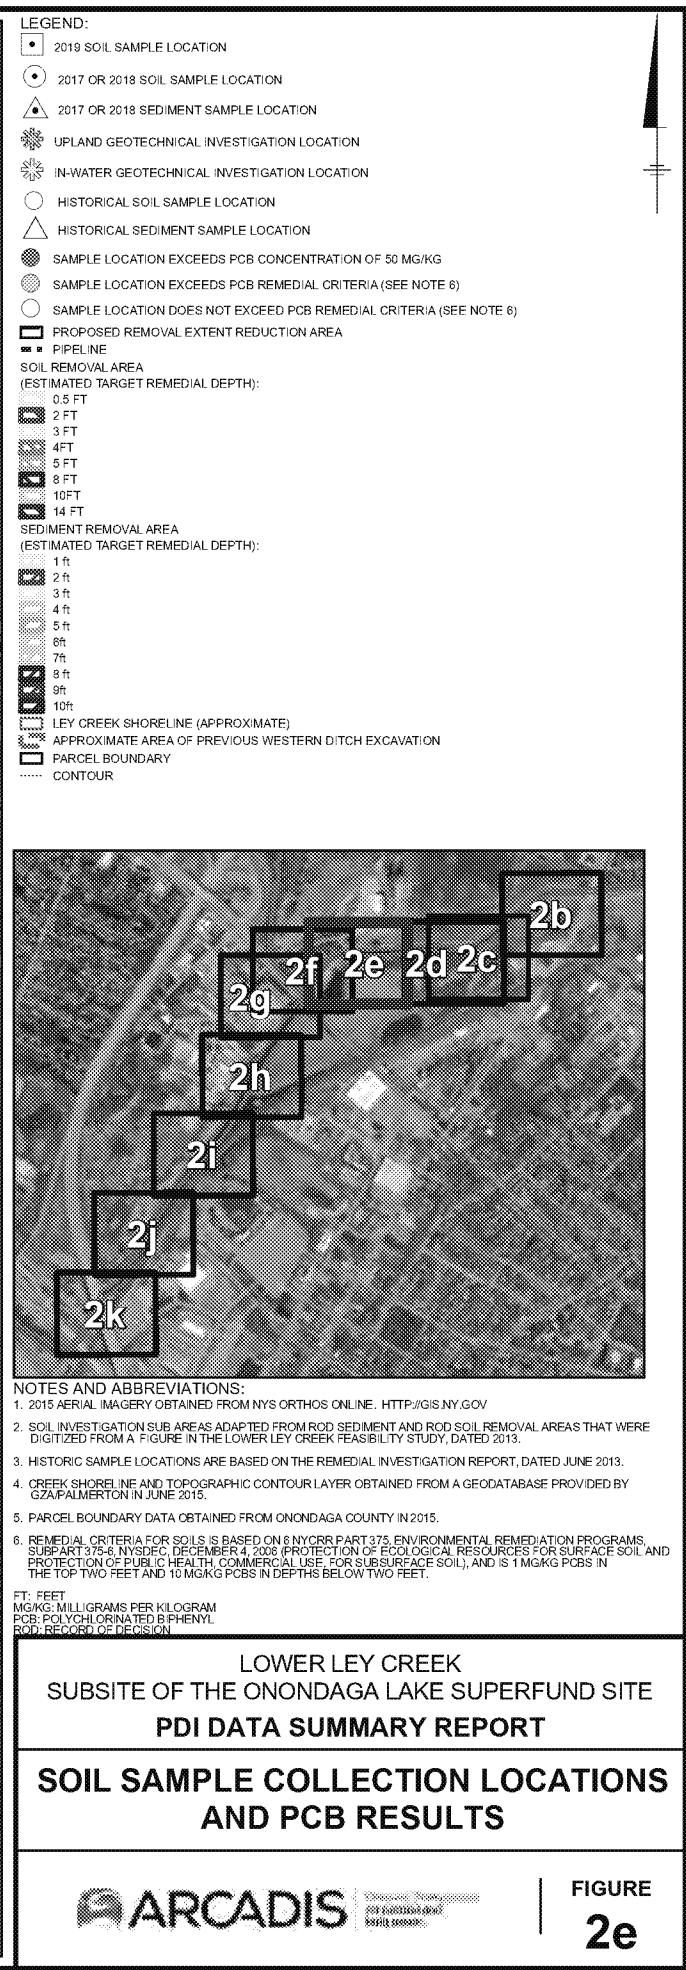 LEGEND:
2019 SOIL SAMPLE LOCATION
2017 OR 2018 SOIL SAMPLE LOCATION
2017 OR 2018 SEDIMENT SAMPLE LOCATION
UPLAND GEOTECHNICAL INVESTIGATION LOCATION
IN-WATER GEOTECHNICAL INVESTIGATION LOCATION
HISTORICAL SOIL SAMPLE LOCATION
HISTORICAL SEDIMENT SAMPLE LOCATION
SAMPLE LOCATION EXCEEDS PCB CONCENTRATION OF 50 MG/KG
SAMPLE LOCATION EXCEEDS PCB REMEDIAL CRITERIA (SEE NOTE 6)
SAMPLE LOCATION DOES NOT EXCEED PCB REMEDIAL CRITERIA (SEE NOTE 6)
PROPOSED REMOVAL EXTENT REDUCTION AREA
PIPELINE
SOIL REMOVAL AREA
(ESTIMATED TARGET REMEDIAL DEPTH):
0.5 FT
2 FT
3 FT
4FT
5 FT
8 FT
10FT
14 FT
SEDIMENT REMOVAL AREA
(ESTIMATED TARGET REMEDIAL DEPTH):
1 ft
2 ft
3 ft
4 ft
5 ft
6ft
7ft
8 ft
9ft
10ft
LEY CREEK SHORELINE (APPROXIMATE)
APPROXIMATE AREA OF PREVIOUS WESTERN DITCH EXCAVATION
PARCEL BOUNDARY
CONTOUR
2b
2f 2e 2d 2c
2g
2h
2i
2j
2k
NOTES AND ABBREVIATIONS:
1. 2015 AERIAL IMAGERY OBTAINED FROM NYS ORTHOS ONLINE. HTTP://GIS.NY.GOV
2. SOIL INVESTIGATION SUB AREAS ADAPTED FROM ROD SEDIMENT AND ROD SOIL REMOVAL AREAS THAT WERE
DIGITIZED FROM A FIGURE IN THE LOWER LEY CREEK FEASIBILITY STUDY, DATED 2013.
3. HISTORIC SAMPLE LOCATIONS ARE BASED ON THE REMEDIAL INVESTIGATION REPORT, DATED JUNE 2013.
4. CREEK SHORELINE AND TOPOGRAPHIC CONTOUR LAYER OBTAINED FROM A GEODATABASE PROVIDED BY
GZA/PALMERTON IN JUNE 2015.
5. PARCEL BOUNDARY DATA OBTAINED FROM ONONDAGA COUNTY IN 2015.
6. REMEDIAL CRITERIA FOR SOILS IS BASED ON 6 NYCRR PART 375, ENVIRONMENTAL REMEDIATION PROGRAMS,
SUBPART 375-6, NYSDEC, DECEMBER 4, 2006 (PROTECTION OF ECOLOGICAL RESOURCES FOR SURFACE SOIL AND
PROTECTION OF PUBLIC HEALTH, COMMERCIAL USE, FOR SUBSURFACE SOIL), AND IS 1 MG/KG PCBS IN
THE TOP TWO FEET AND 10 MG/KG PCBS IN DEPTHS BELOW TWO FEET.
FT: FEET
MG/KG: MILLIGRAMS PER KILOGRAM
PCB: POLYCHLORINATED BIPHENYL
ROD: RECORD OF DECISION
LOWER LEY CREEK
SUBSITE OF THE ONONDAGA LAKE SUPERFUND SITE
PDI DATA SUMMARY REPORT
SOIL SAMPLE COLLECTION LOCATIONS
AND PCB RESULTS
ARCADIS
FIGURE
2e